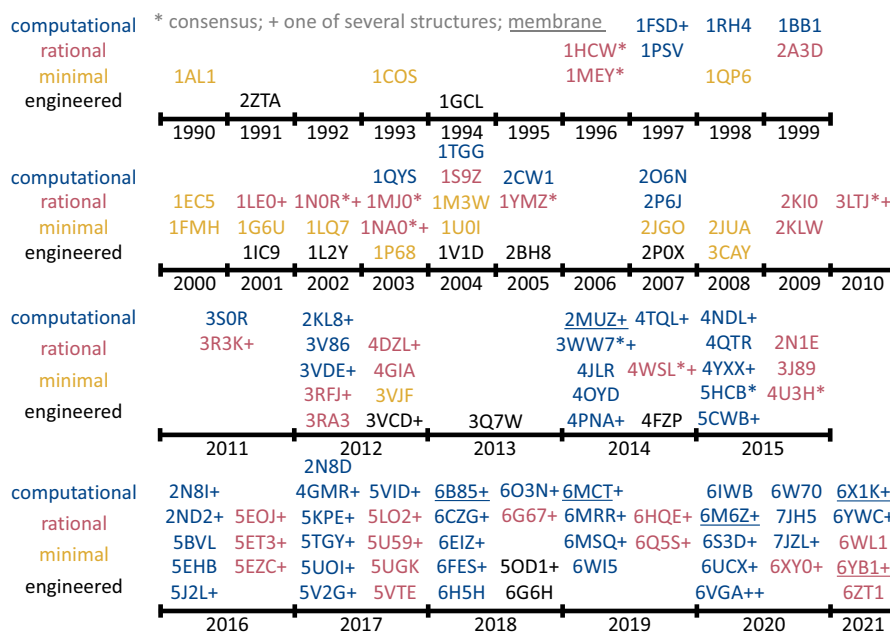 computational * consensus; + one of several structures; membrane 1FSD+ 1RH4 1BB1
rational 1HCW* 1PSV 2A3D
minimal 1AL1 1COS 1MEY* 1QP6
engineered 2ZTA 1GCL
1990 1991 1992 1993 1994 1995 1996 1997 1998 1999
1TGG
computational 1QYS 1S9Z 2CW1 2O6N
rational 1EC5 1LE0+ 1N0R*+ 1MJ0* 1M3W 1YMZ* 2P6J 2KI0 3LTJ*+
minimal 1FMH 1G6U 1LQ7 1NA0*+ 1U0I 2JGO 2JUA 2KLW
engineered 1IC9 1L2Y 1P68 1V1D 2BH8 2P0X 3CAY
2000 2001 2002 2003 2004 2005 2006 2007 2008 2009 2010
computational 3S0R 2KL8+ 2MUZ+ 4TQL+ 4NDL+
rational 3R3K+ 3V86 4DZL+ 3WW7*+ 4QTR 2N1E
minimal 3VDE+ 4GIA 4JLR 4WSL*+ 4YXX+ 3J89
3RFJ+ 3VJF 4OYD 5HCB* 4U3H*
engineered 3RA3 3VCD+ 3Q7W 4PNA+ 4FZP 5CWB+
2011 2012 2013 2014 2015
2N8D
computational 2N8I+ 4GMR+ 5VID+ 6B85+ 6O3N+ 6MCT+ 6IWB 6W70 6X1K+
rational 2ND2+ 5EOJ+ 5KPE+ 5LO2+ 6CZG+ 6G67+ 6MRR+ 6HQE+ 6M6Z+ 7JH5 6YWC+
minimal 5BVL 5ET3+ 5TGY+ 5U59+ 6EIZ+ 6MSQ+ 6Q5S+ 6S3D+ 7JZL+ 6WL1
engineered 5EHB 5EZC+ 5UOI+ 5UGK 6FES+ 5OD1+ 6WI5 6UCX+ 6XY0+ 6YB1+
5J2L+ 5V2G+ 5VTE 6H5H 6G6H 6VGA++ 6ZT1
2016 2017 2018 2019 2020 2021